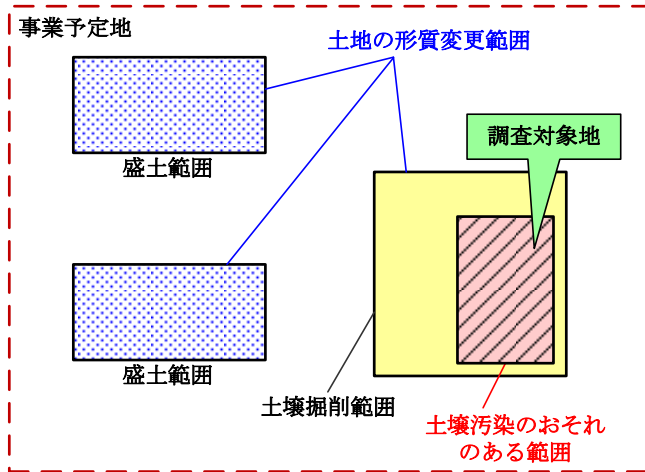 事業予定地
土地の形質変更範囲
調査対象地
盛土範囲
盛土範囲
土壌掘削範囲
土壌汚染のおそれ
のある範囲